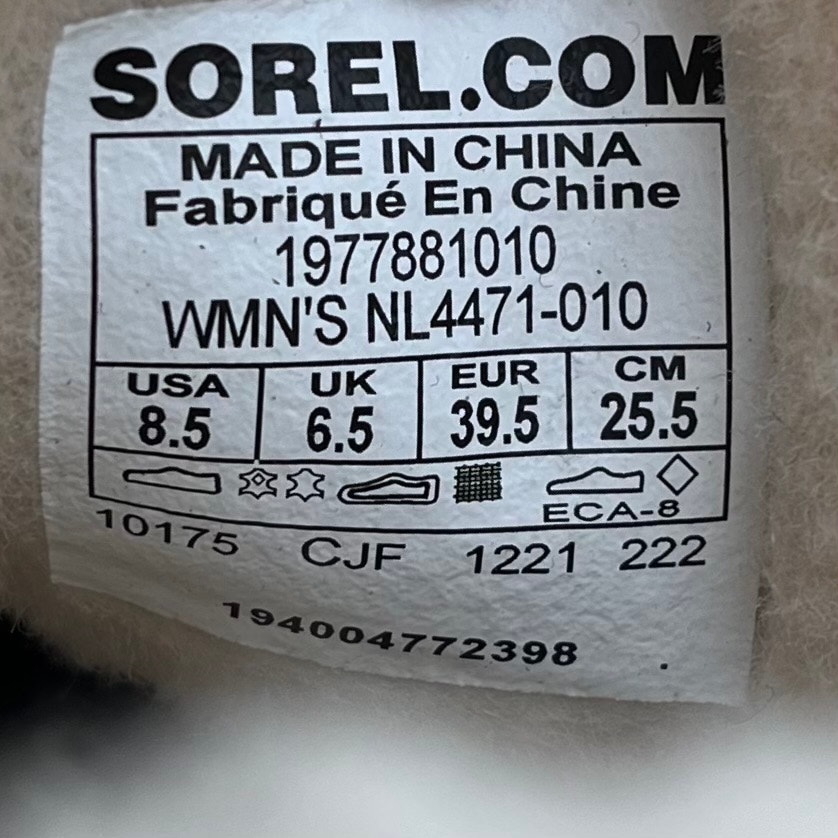 SOREL.COM
MADE IN CHINA
Fabriqué En Chine
1977881010
WMN'S NL4471-010
USA UK EUR CM
8.5 6.5 39.5 25.5
ECA-8
10175 CJF 1221 222
194004772398